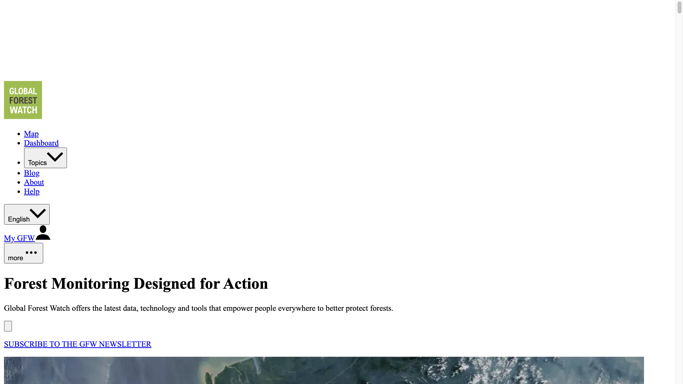 GLOBAL
FOREST
WATCH
Map
Dashboard
Topics
Blog
About
Help
English
My GFW
more
Forest Monitoring Designed for Action
Global Forest Watch offers the latest data, technology and tools that empower people everywhere to better protect forests.
SUBSCRIBE TO THE GFW NEWSLETTER